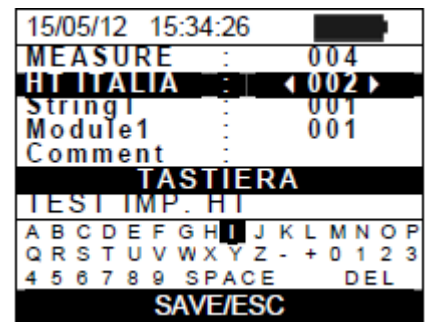 15/05/12 15:34:26
MEASURE : 004
HT ITALIA : 002
String1 : 001
Module1 : 001
Comment :
TASTIERA
TEST IMP. HT
A B C D E F G H I J K L M N O P
Q R S T U V W X Y Z - + 0 1 2 3
4 5 6 7 8 9 SPACE DEL
SAVE/ESC